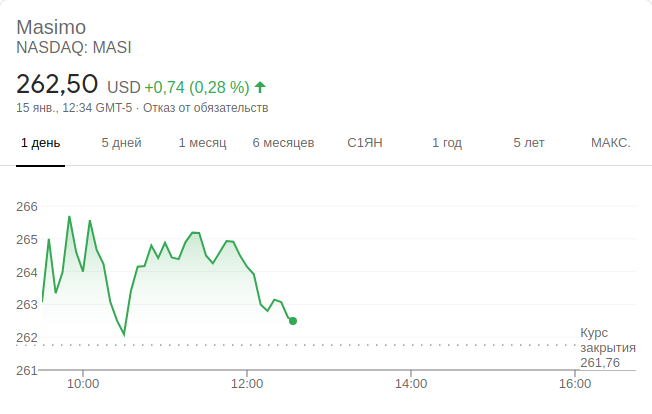 Masimo
NASDAQ: MASI
262,50 USD +0,74 (0,28 %)
15 янв., 12:34 GMT-5 · Отказ от обязательств
1 день 5 дней 1 месяц 6 месяцев С1ЯН 1 год 5 лет МАКС.
266
265
264
263
262
Курс
закрытия
261,76
261
10:00 12:00 14:00 16:00